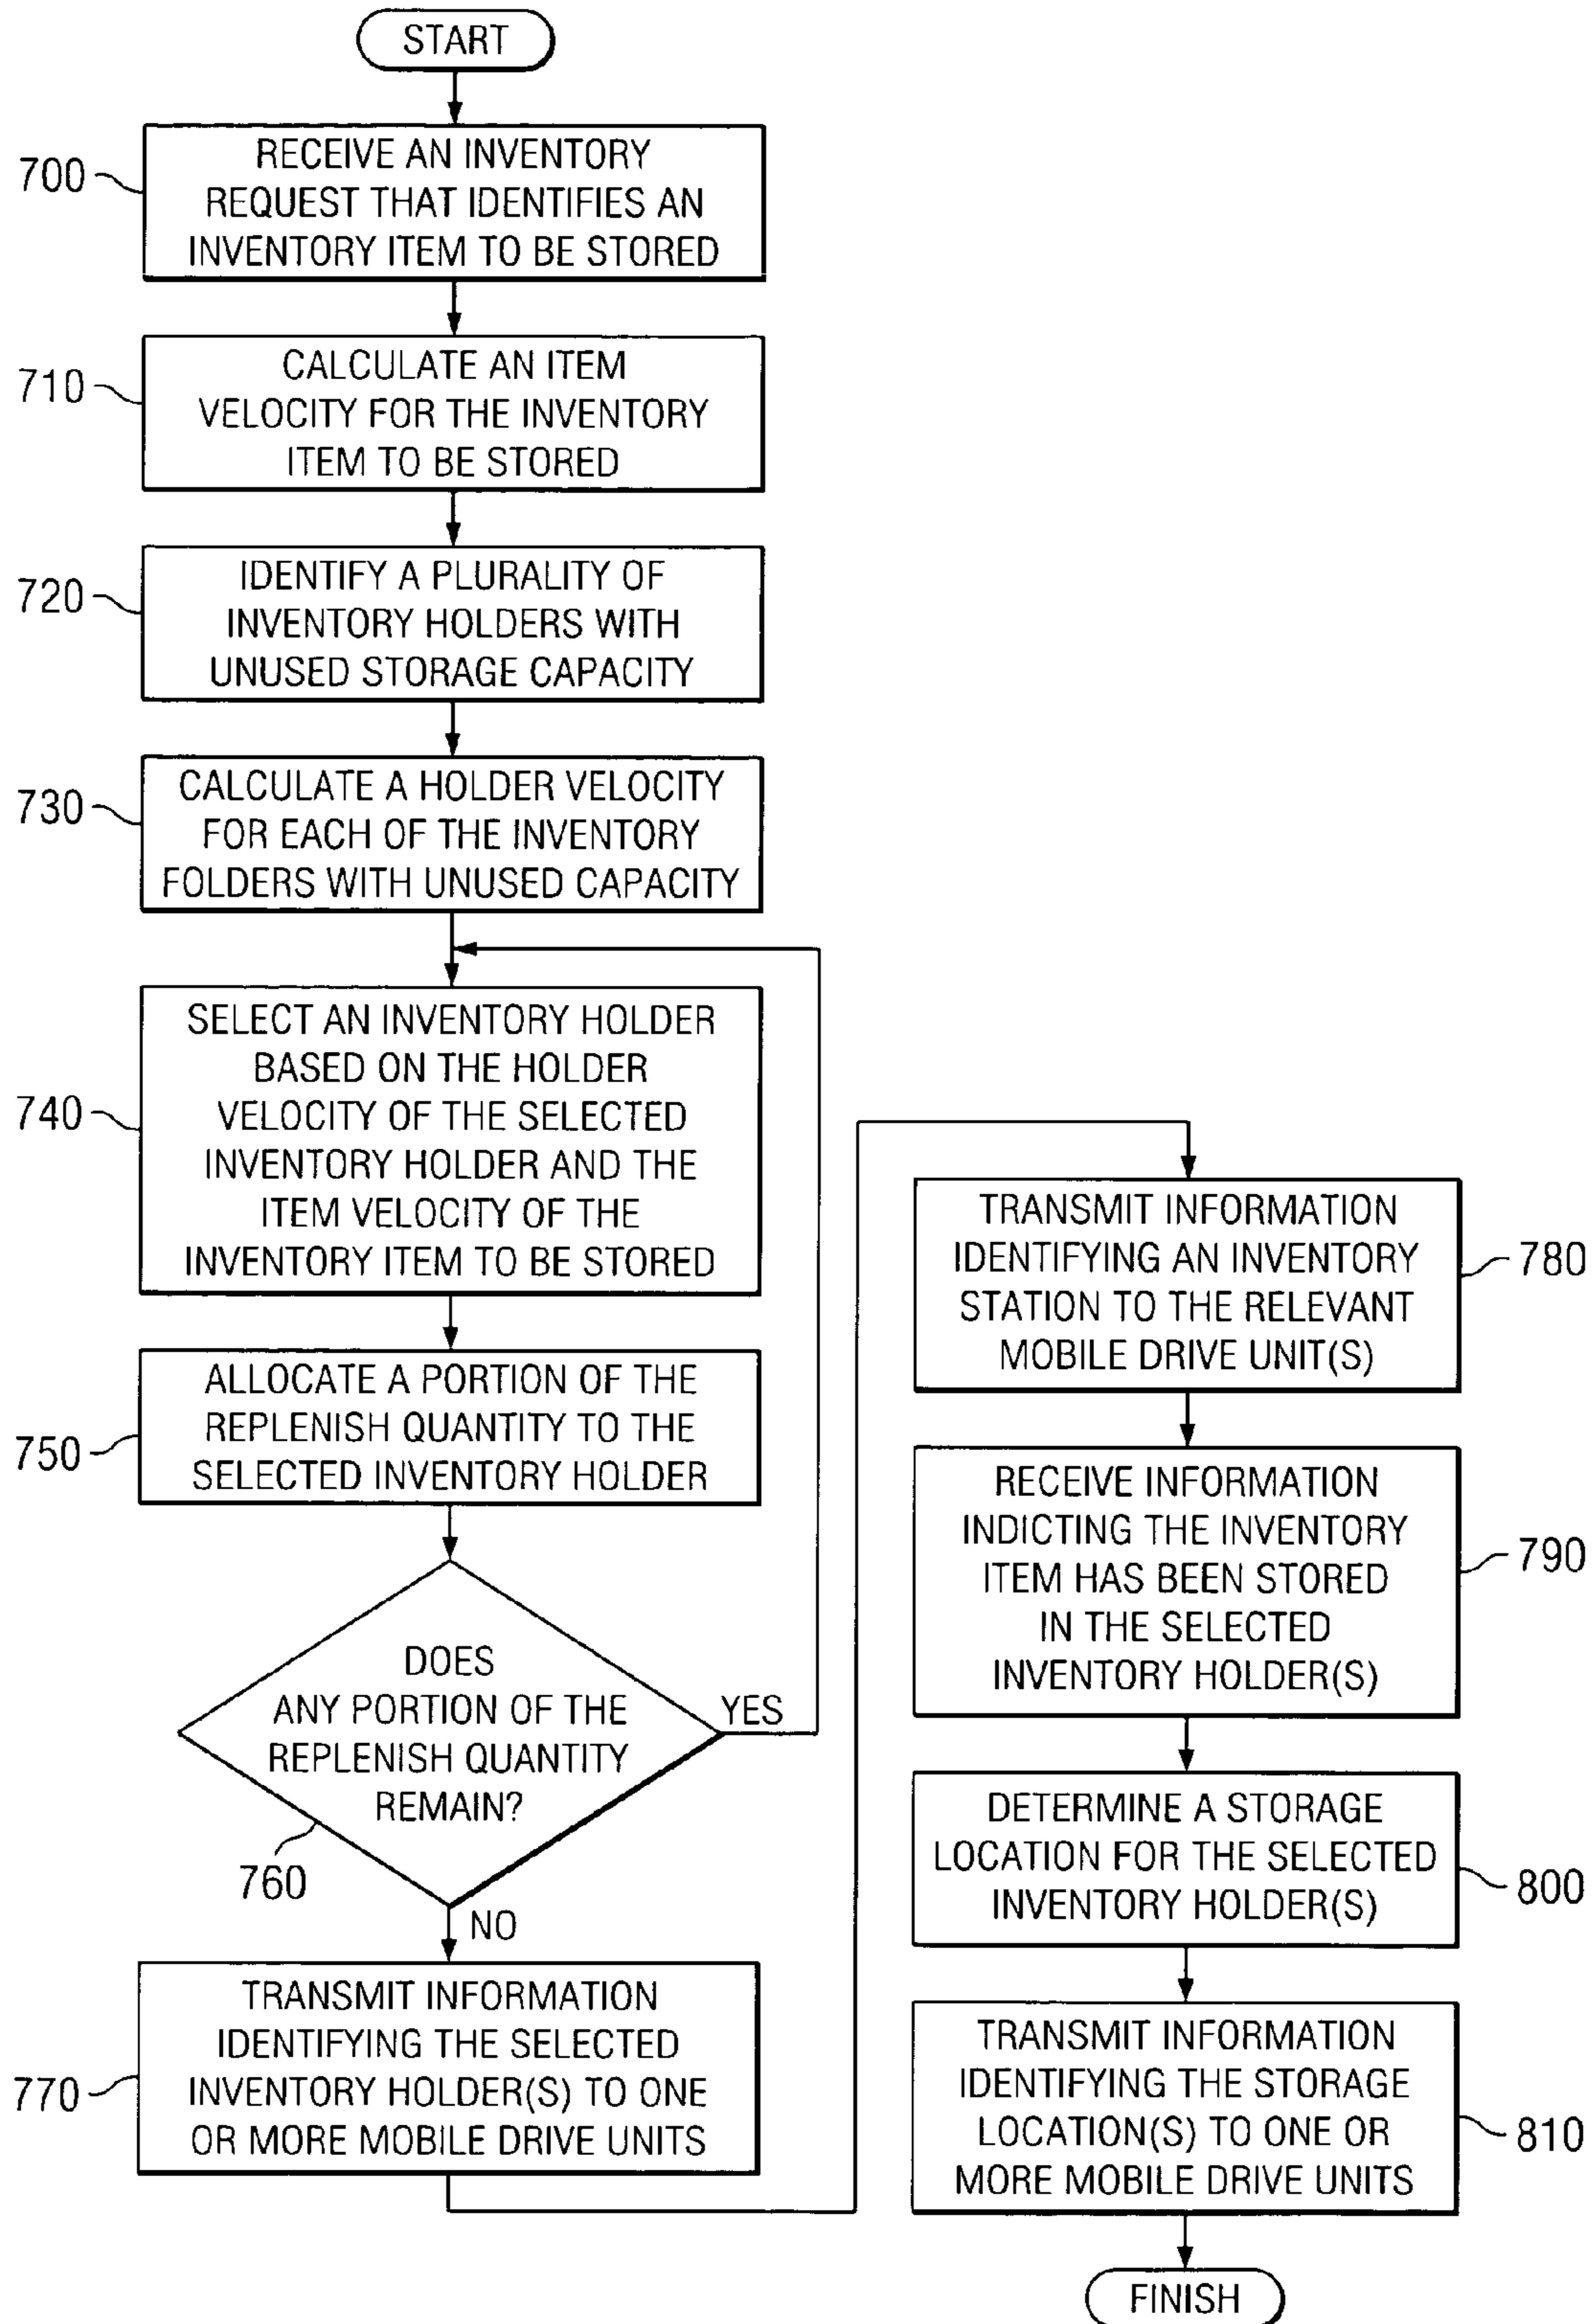 START
700
RECEIVE AN INVENTORY
REQUEST THAT IDENTIFIES AN
INVENTORY ITEM TO BE STORED
710
CALCULATE AN ITEM
VELOCITY FOR THE INVENTORY
ITEM TO BE STORED
720
IDENTIFY A PLURALITY OF
INVENTORY HOLDERS WITH
UNUSED STORAGE CAPACITY
730
CALCULATE A HOLDER VELOCITY
FOR EACH OF THE INVENTORY
FOLDERS WITH UNUSED CAPACITY
740
SELECT AN INVENTORY HOLDER
BASED ON THE HOLDER
VELOCITY OF THE SELECTED
INVENTORY HOLDER AND THE
ITEM VELOCITY OF THE
INVENTORY ITEM TO BE STORED
750
ALLOCATE A PORTION OF THE
REPLENISH QUANTITY TO THE
SELECTED INVENTORY HOLDER
DOES
ANY PORTION OF THE
REPLENISH QUANTITY
REMAIN?
YES
760
NO
770
TRANSMIT INFORMATION
IDENTIFYING THE SELECTED
INVENTORY HOLDER(S) TO ONE
OR MORE MOBILE DRIVE UNITS
TRANSMIT INFORMATION
IDENTIFYING AN INVENTORY
STATION TO THE RELEVANT
MOBILE DRIVE UNIT(S)
780
RECEIVE INFORMATION
INDICTING THE INVENTORY
ITEM HAS BEEN STORED
IN THE SELECTED
INVENTORY HOLDER(S)
790
DETERMINE A STORAGE
LOCATION FOR THE SELECTED
INVENTORY HOLDER(S)
800
TRANSMIT INFORMATION
IDENTIFYING THE STORAGE
LOCATION(S) TO ONE OR
MORE MOBILE DRIVE UNITS
810
FINISH